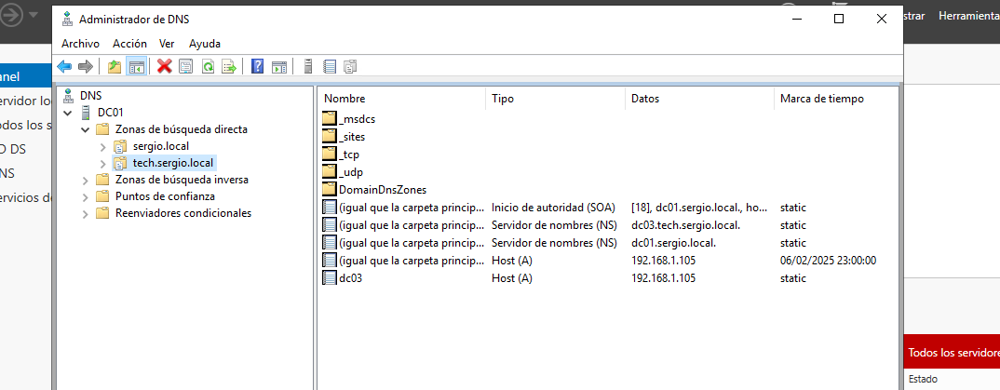 Administrador de DNS
strar Herramienta
Archivo Acción Ver Ayuda
nel
ervidor lo
odos los s
D DS
NS
ervicios d
DNS
DC01
Zonas de búsqueda directa
sergio.local
tech.sergio.local
Zonas de búsqueda inversa
Puntos de confianza
Reenviadores condicionales
Nombre Tipo Datos Marca de tiempo
_msdcs
_sites
_tcp
_udp
DomainDnsZones
(igual que la carpeta princip... Inicio de autoridad (SOA) [18], dc01.sergio.local., ho... static
(igual que la carpeta princip... Servidor de nombres (NS) dc03.tech.sergio.local. static
(igual que la carpeta princip... Servidor de nombres (NS) dc01.sergio.local. static
(igual que la carpeta princip... Host (A) 192.168.1.105 06/02/2025 23:00:00
dc03 Host (A) 192.168.1.105 static
Todos los servidore
Estado